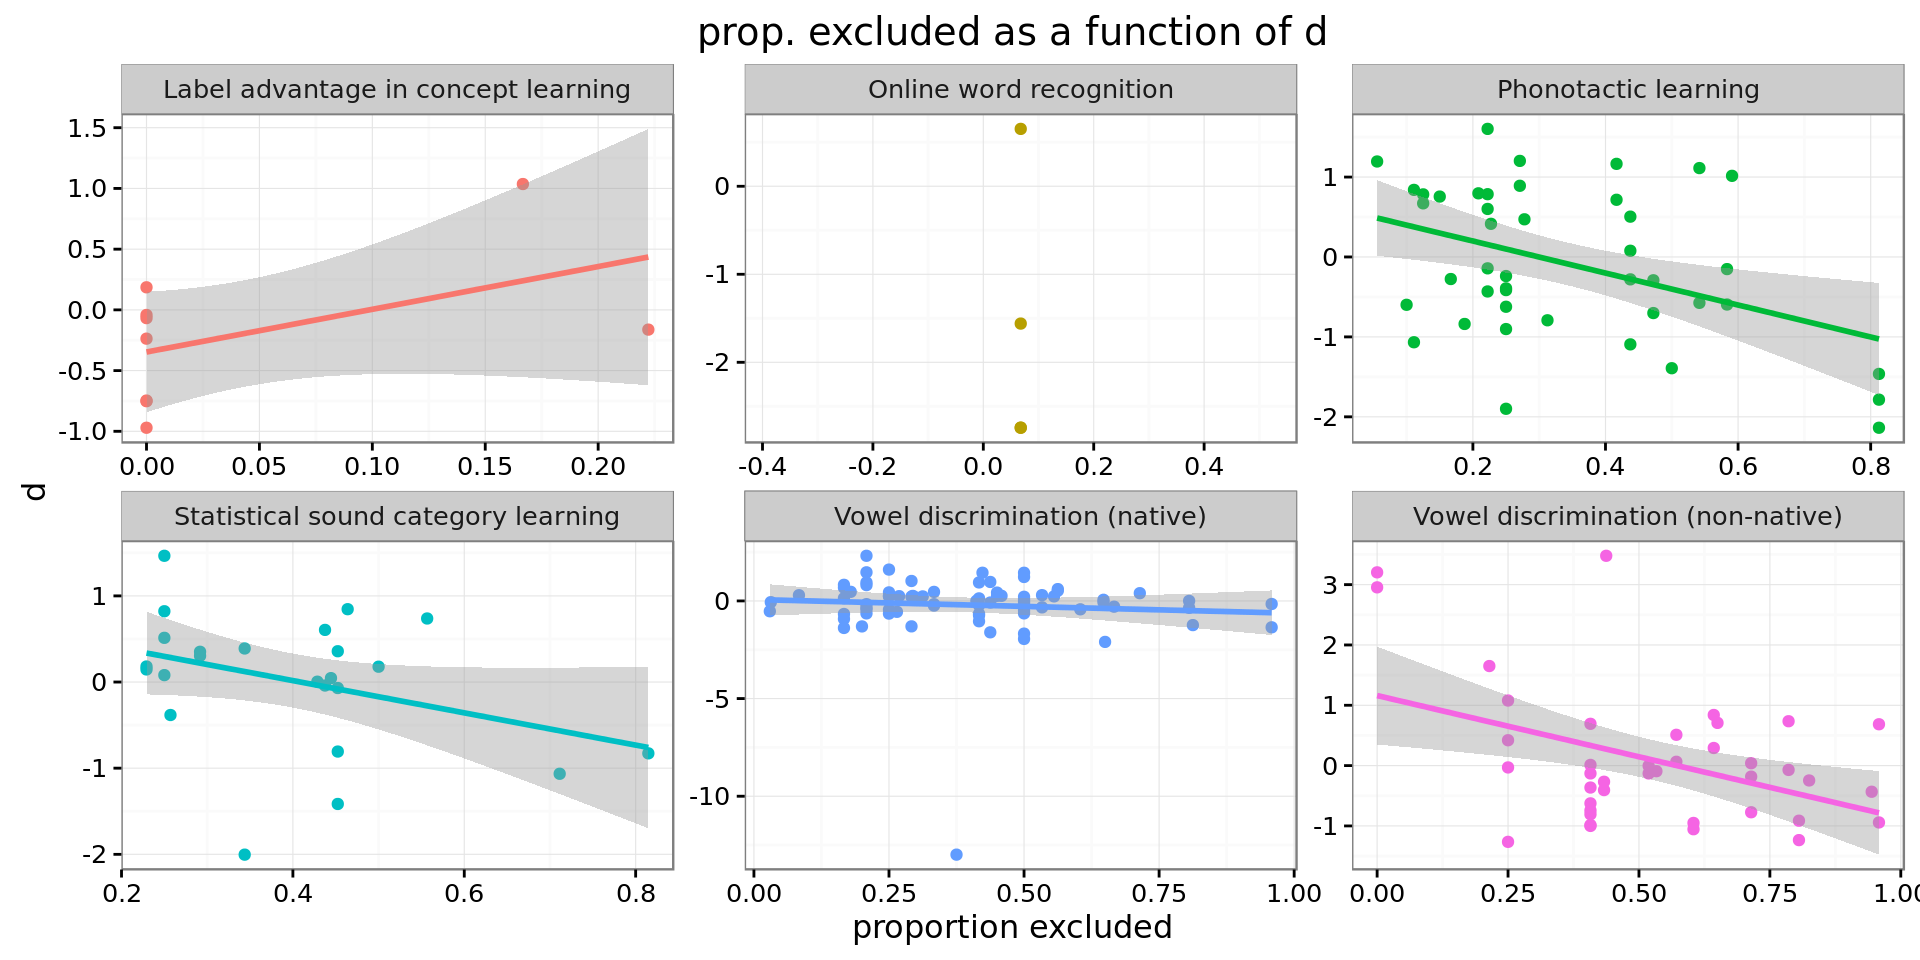 prop. excluded as a function of d
Label advantage in concept learning
Online word recognition
Phonotactic learning
1.5
1.0
0.5
0.0
-0.5
-1.0
0.00 0.05 0.10 0.15 0.20
0
-1
-2
-0.4 -0.2 0.0 0.2 0.4
1
0
-1
-2
0.2 0.4 0.6 0.8
d
Statistical sound category learning
Vowel discrimination (native)
Vowel discrimination (non-native)
1
0
-1
-2
0.2 0.4 0.6 0.8
0
-5
-10
0.00 0.25 0.50 0.75 1.00
3
2
1
0
-1
0.00 0.25 0.50 0.75 1.00
proportion excluded